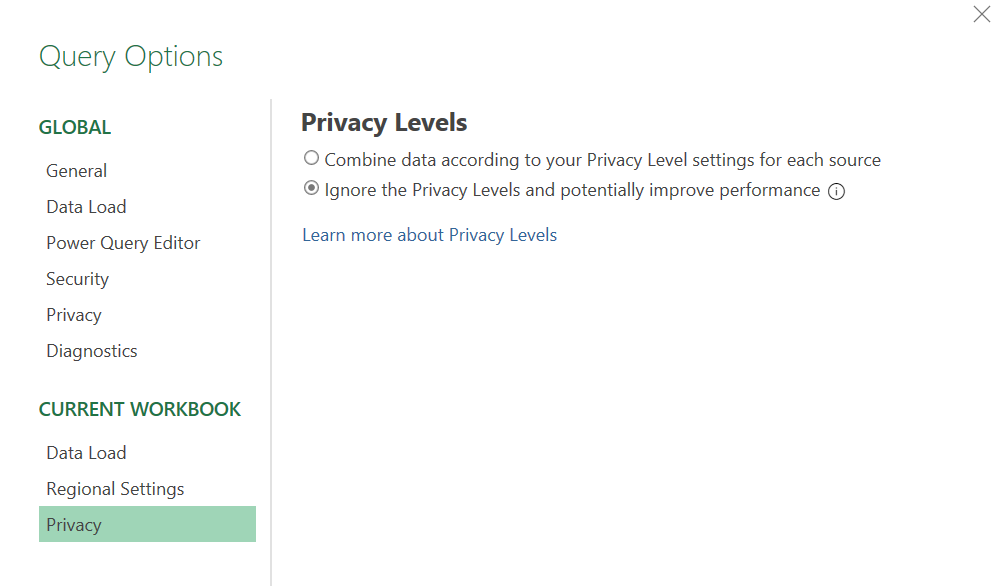 Query Options
GLOBAL
General
Data Load
Power Query Editor
Security
Privacy
Diagnostics
CURRENT WORKBOOK
Data Load
Regional Settings
Privacy
Privacy Levels
Combine data according to your Privacy Level settings for each source
Ignore the Privacy Levels and potentially improve performance
Learn more about Privacy Levels